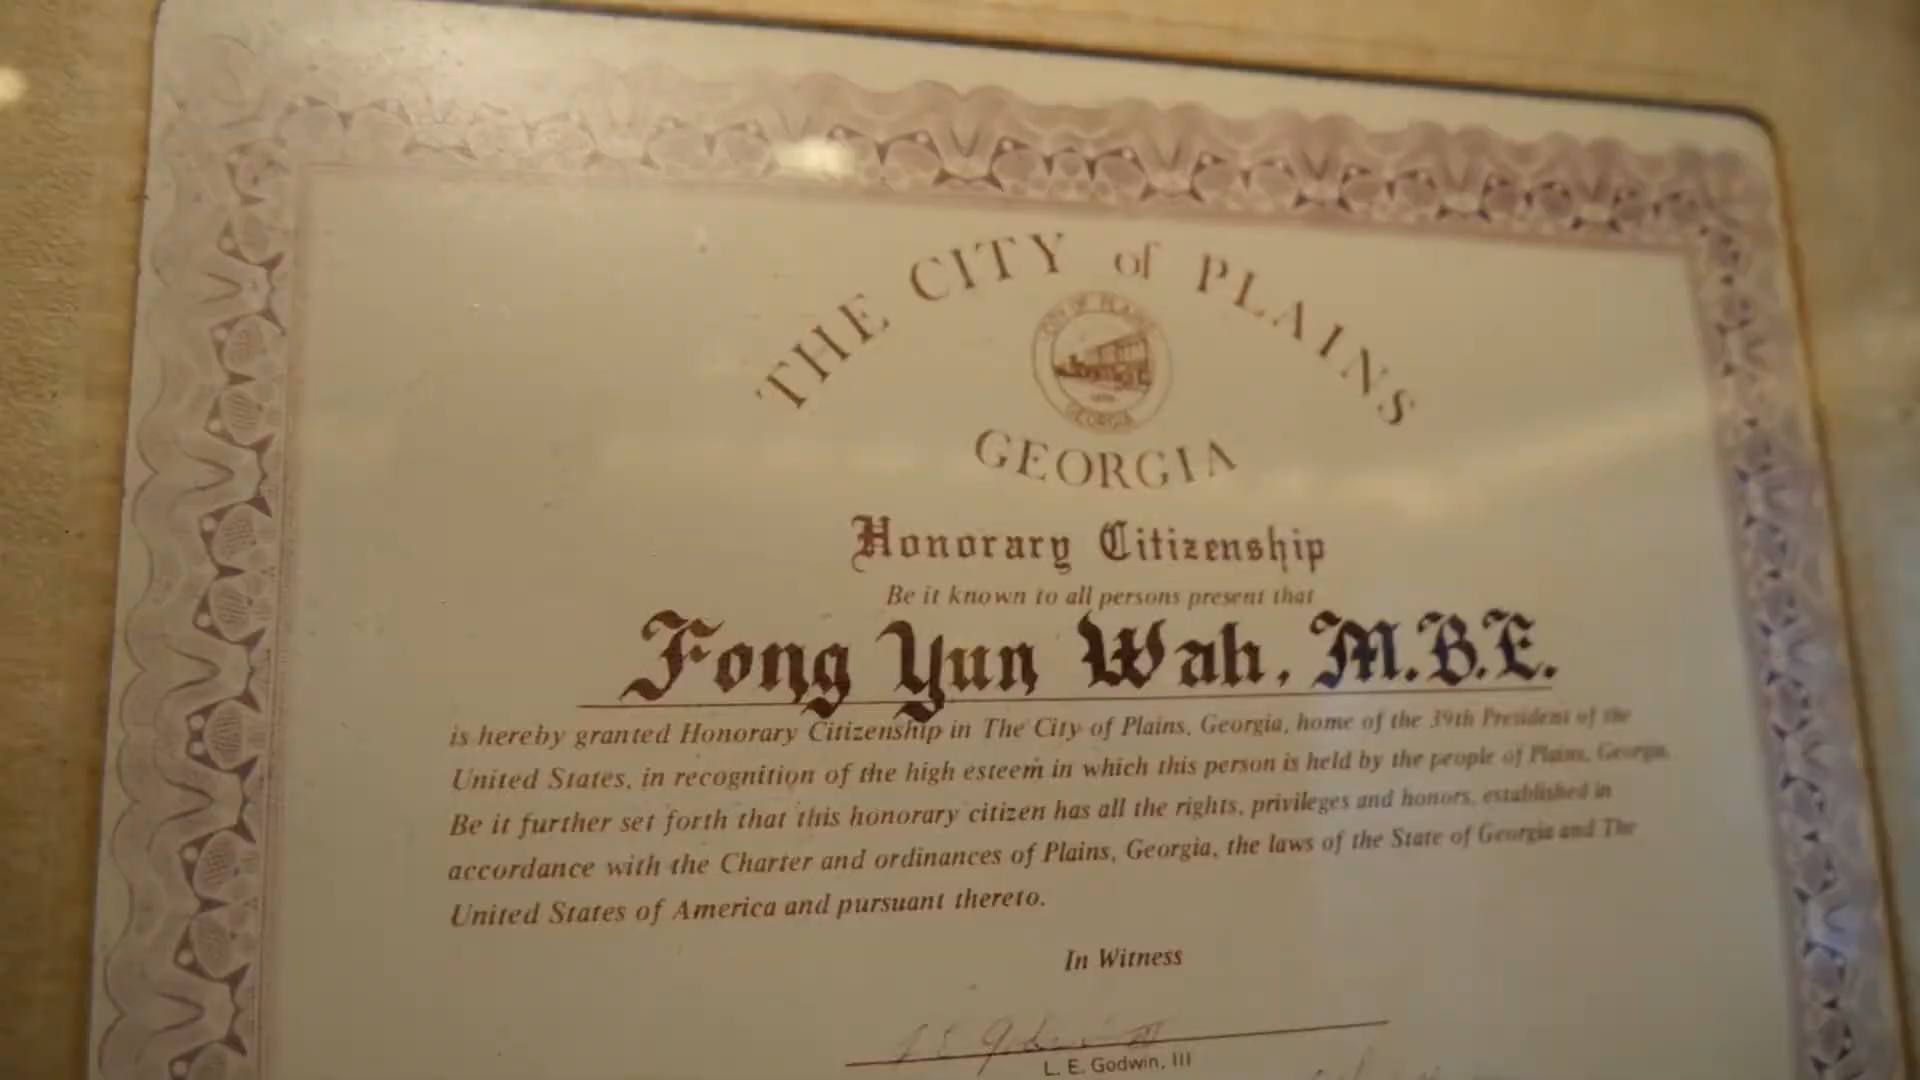 THE CITY of PLAINS
CITY OF PLAINS
GEORGIA
GEORGIA
Honorary Citizenship
Be it known to all persons present that
Fong Yun Wah, M.B.E.
is hereby granted Honorary Citizenship in The City of Plains, Georgia, home of the 39th President of the
United States, in recognition of the high esteem in which this person is held by the people of Plains, Georgia.
Be it further set forth that this honorary citizen has all the rights, privileges and honors, established in
accordance with the Charter and ordinances of Plains, Georgia, the laws of the State of Georgia and The
United States of America and pursuant thereto.
In Witness
L. E. Godwin, III